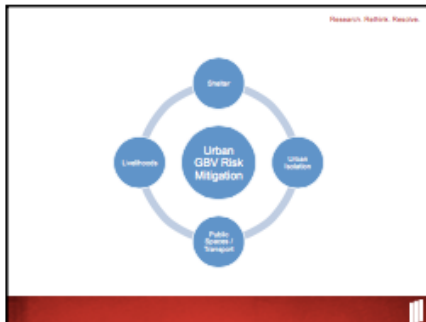 Research. Rethink. Resolve.
Shelter
Urban
GBV Risk
Mitigation
Livelihoods
Urban
Isolation
Public
Spaces /
Transport